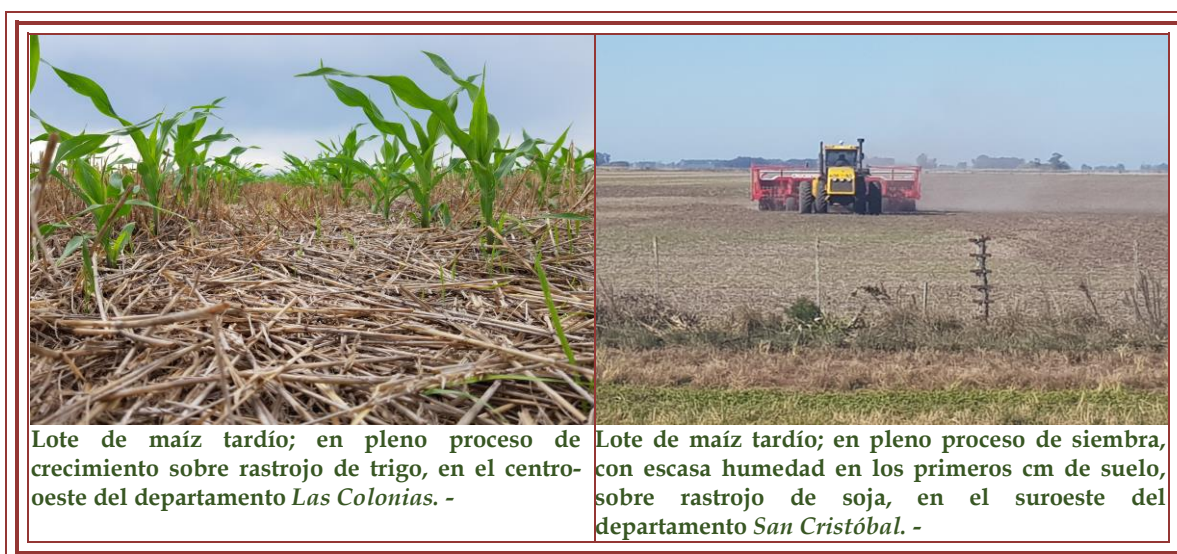 Lote de maíz tardío; en pleno proceso de
crecimiento sobre rastrojo de trigo, en el centro-
oeste del departamento Las Colonias. -
Lote de maíz tardío; en pleno proceso de siembra,
con escasa humedad en los primeros cm de suelo,
sobre rastrojo de soja, en el suroeste del
departamento San Cristóbal. -